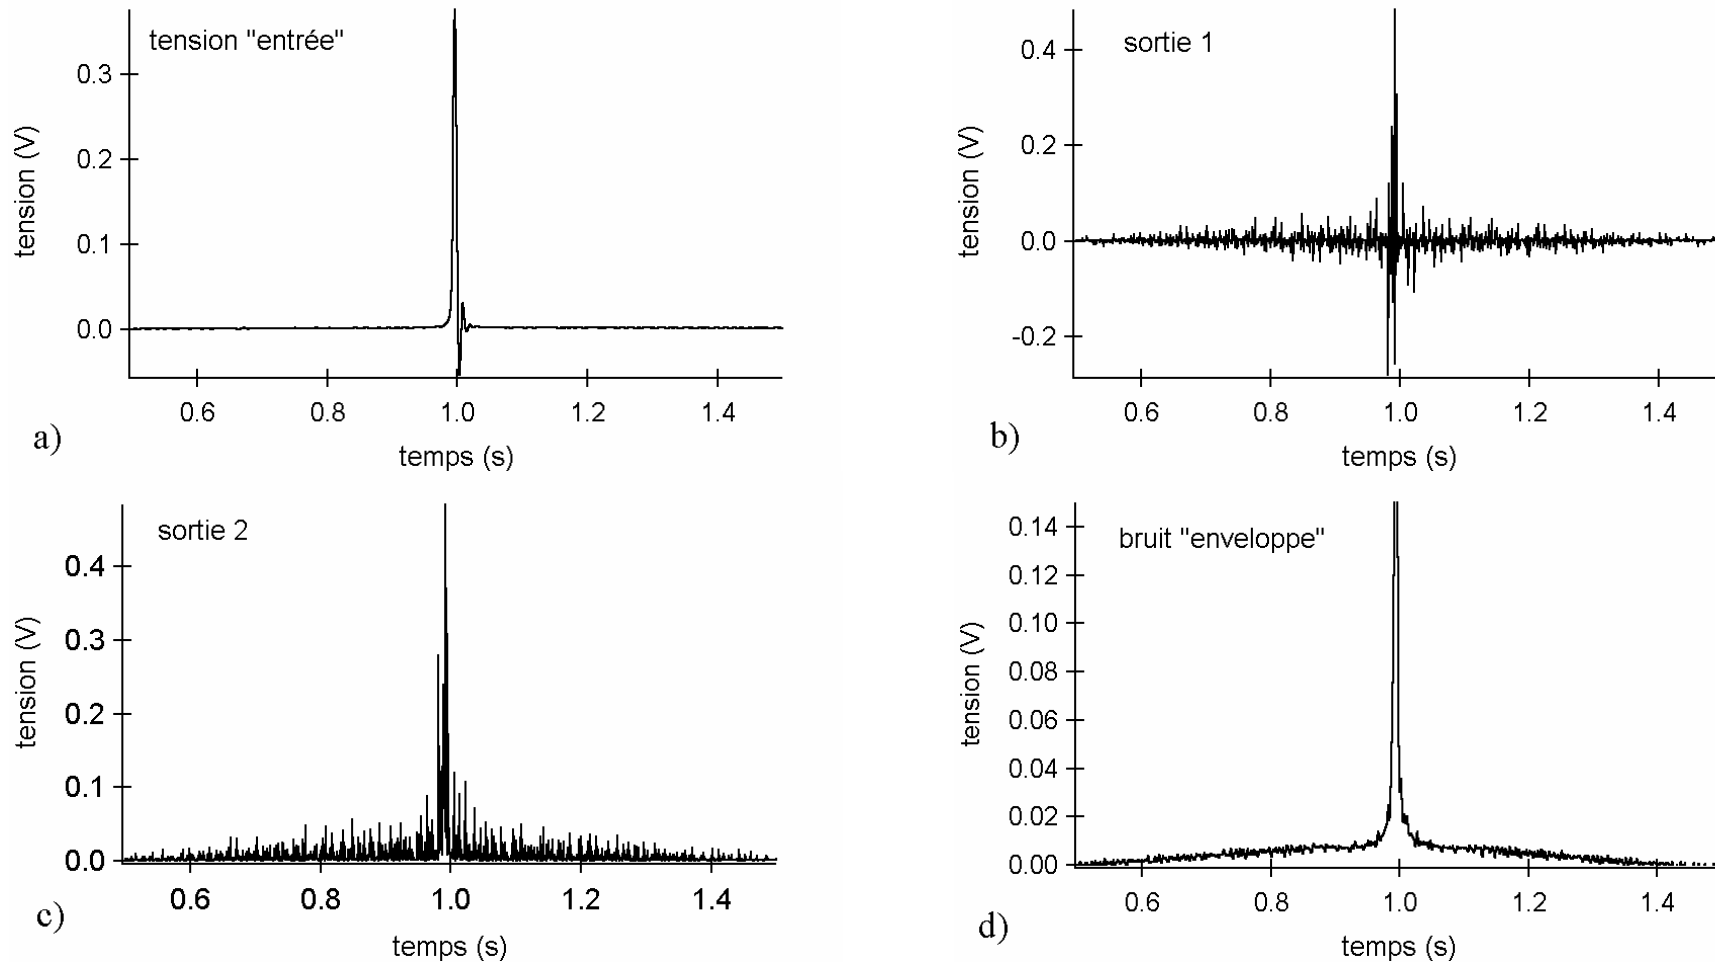 tension "entrée"
0.3
0.2
0.1
0.0
tension (V)
0.6 0.8 1.0 1.2 1.4
temps (s)
a)
sortie 1
0.4
0.2
0.0
-0.2
tension (V)
0.6 0.8 1.0 1.2 1.4
temps (s)
b)
sortie 2
0.4
0.3
0.2
0.1
0.0
tension (V)
0.6 0.8 1.0 1.2 1.4
temps (s)
c)
bruit "enveloppe"
0.14
0.12
0.10
0.08
0.06
0.04
0.02
0.00
tension (V)
0.6 0.8 1.0 1.2 1.4
temps (s)
d)